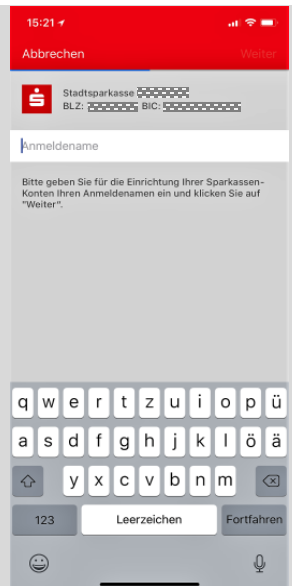 15:21
Abbrechen Weiter
Stadtsparkasse
BLZ: BIC:
Anmeldename
Bitte geben Sie für die Einrichtung Ihrer Sparkassen-
Konten Ihren Anmeldenamen ein und klicken Sie auf
"Weiter".
q w e r t z u i o p ü
a s d f g h j k l ö ä
y x c v b n m
123 Leerzeichen Fortfahren